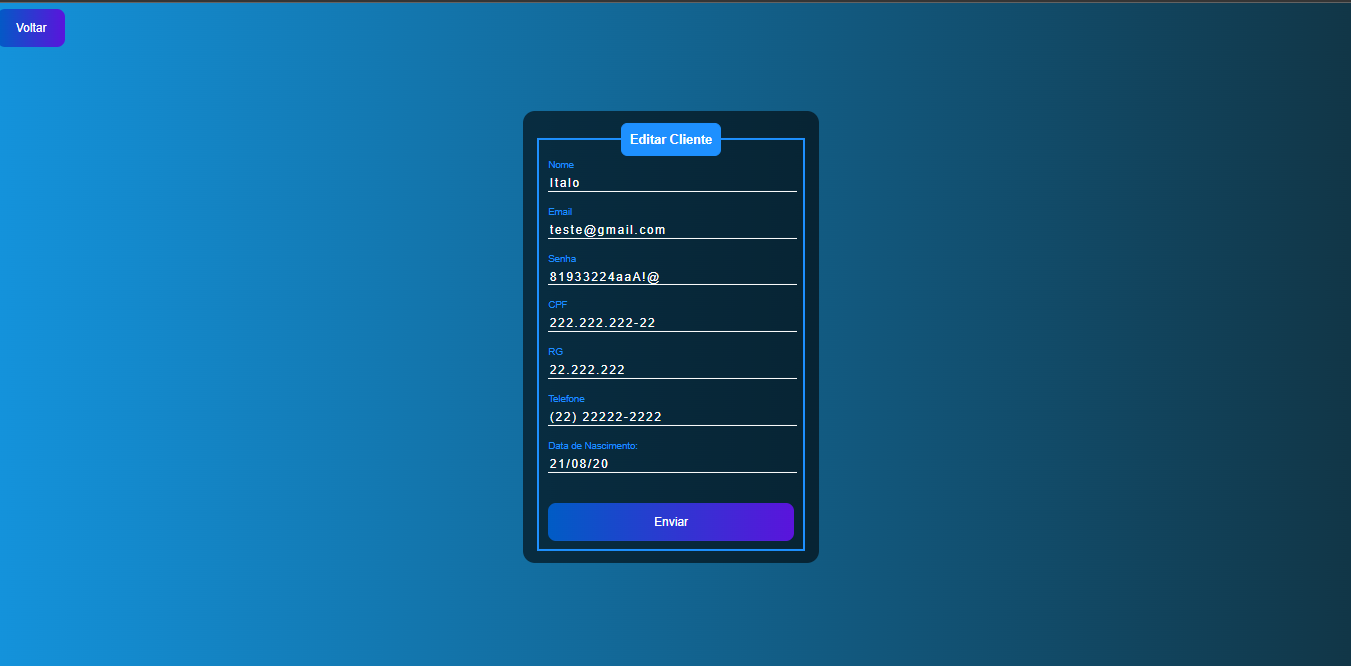 Voltar
Editar Cliente
Nome
Italo
Email
teste@gmail.com
Senha
81933224aaA!@
CPF
222.222.222-22
RG
22.222.222
Telefone
(22) 22222-2222
Data de Nascimento:
21/08/20
Enviar